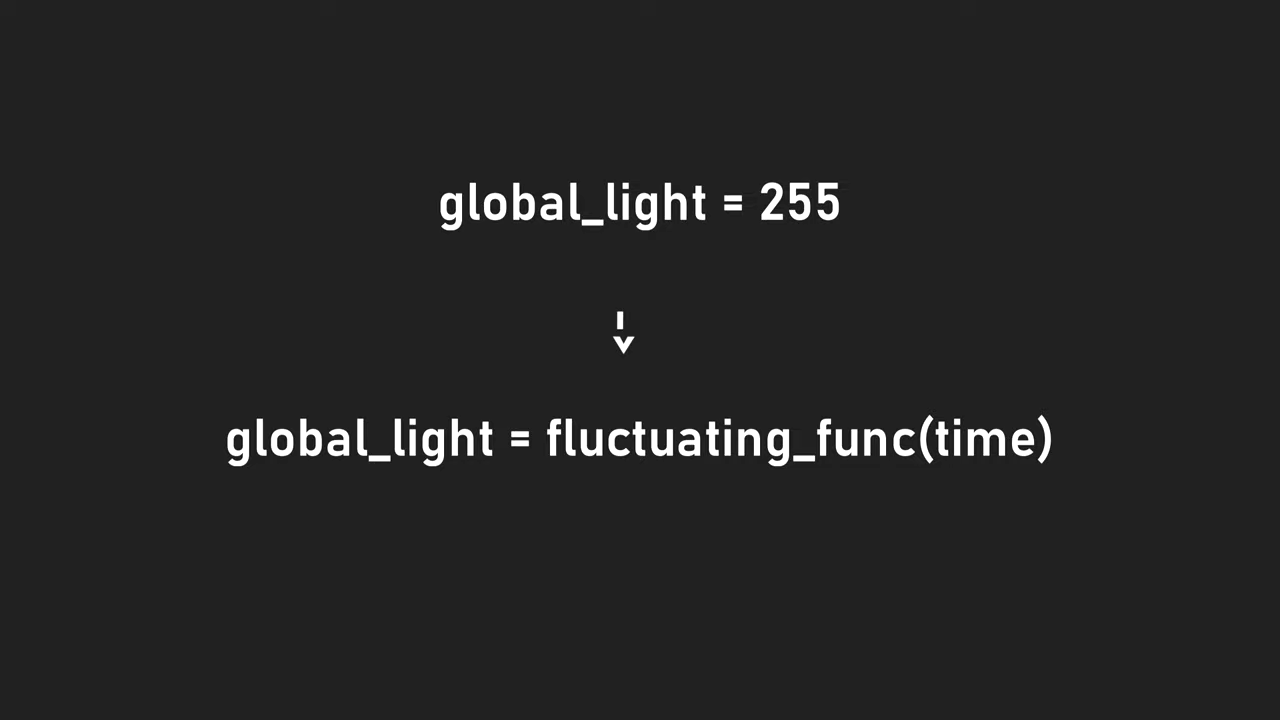 global_light = 255
global_light = fluctuating_func(time)